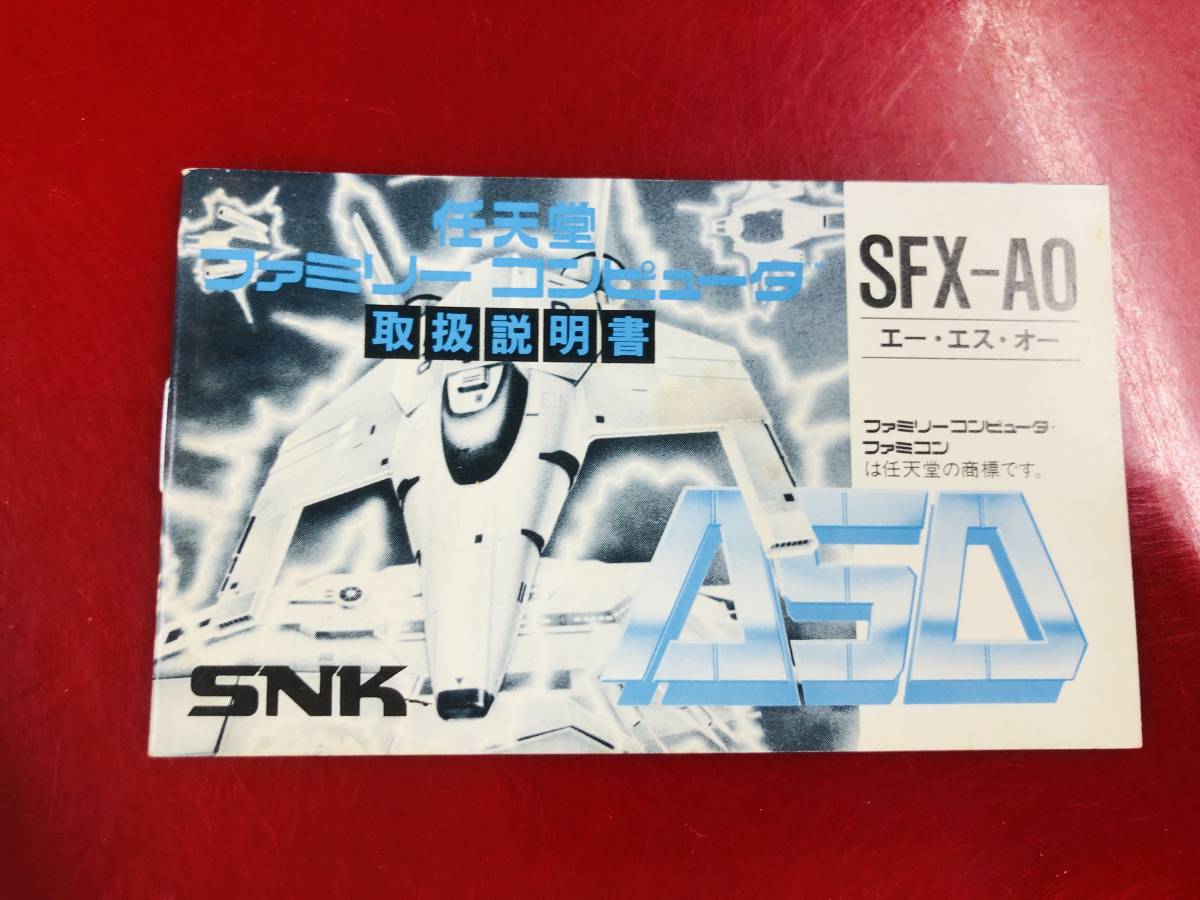 任天堂
ファミリー コンピュータ™
取扱説明書
SFX-AO
エー・エス・オー
ファミリーコンピュータ・
ファミコン
は任天堂の商標です。
ASO
SNK